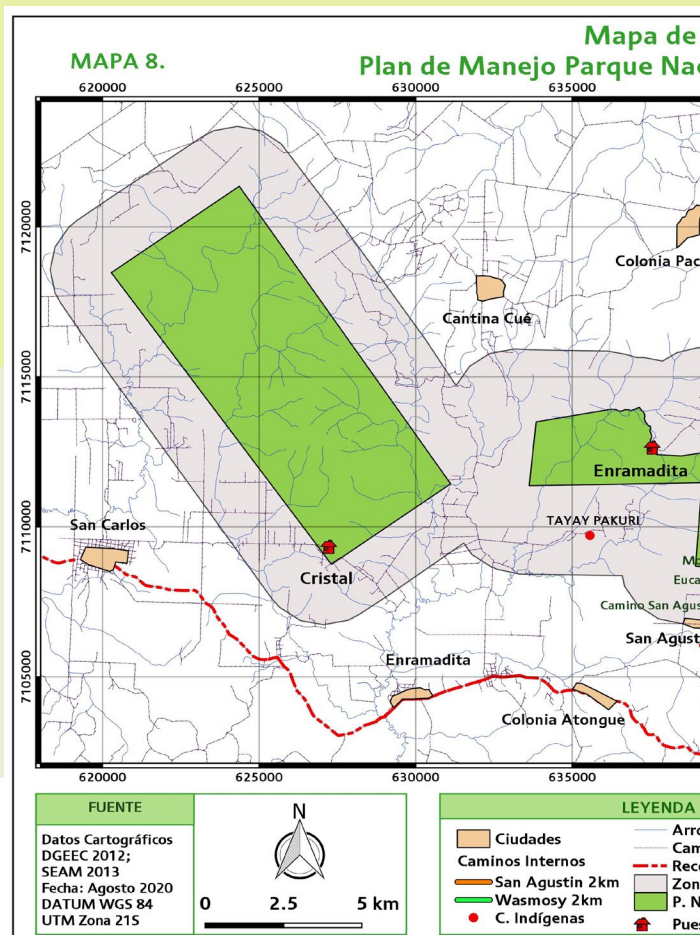 Mapa de
MAPA 8.
Plan de Manejo Parque Nac
620000 625000 630000 635000
7120000
Colonia Pac
Cantina Cué
7115000
Enramadita
TAYAY PAKURI
7110000
San Carlos
Cristal
Euca
Camino San Agus
San Agust
Enramadita
7105000
Colonia Atongue
620000 625000 630000 635000
FUENTE
Datos Cartográficos
DGEEC 2012;
SEAM 2013
Fecha: Agosto 2020
DATUM WGS 84
UTM Zona 21S
N
0 2.5 5 km
LEYENDA
Ciudades
Caminos Internos
San Agustin 2km
Wasmosy 2km
C. Indígenas
Arro
Cam
Reco
Zon
P. N
Pues